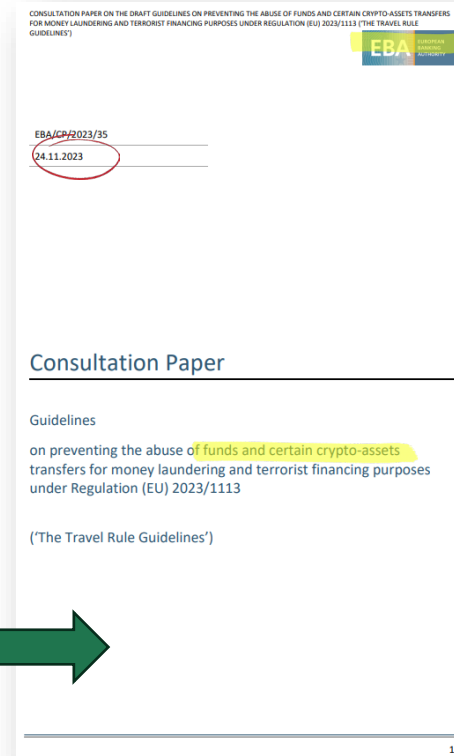 CONSULTATION PAPER ON THE DRAFT GUIDELINES ON PREVENTING THE ABUSE OF FUNDS AND CERTAIN CRYPTO-ASSETS TRANSFERS
FOR MONEY LAUNDERING AND TERRORIST FINANCING PURPOSES UNDER REGULATION (EU) 2023/1113 ('THE TRAVEL RULE
GUIDELINES')
EBA EUROPEAN
BANKING
AUTHORITY
EBA/CP/2023/35
24.11.2023
Consultation Paper
Guidelines
on preventing the abuse of funds and certain crypto-assets
transfers for money laundering and terrorist financing purposes
under Regulation (EU) 2023/1113
('The Travel Rule Guidelines')
1